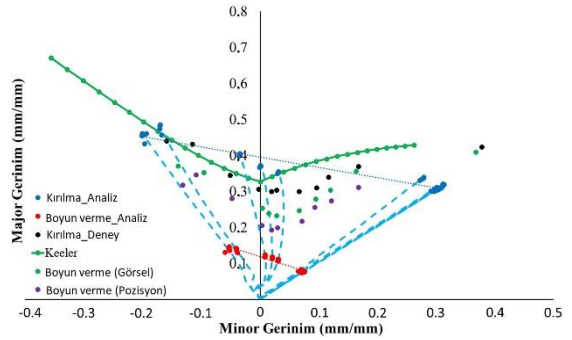 0.8
0.7
0.6
0.5
0.4
0.3
0.2
0.1
Major Gerinim (mm/mm)
Kırılma_Analiz
Boyun verme_Analiz
Kırılma_Deney
Keeler
Boyun verme (Görsel)
Boyun verme (Pozisyon)
-0.4 -0.3 -0.2 -0.1 0 0.1 0.2 0.3 0.4 0.5
Minor Gerinim (mm/mm)